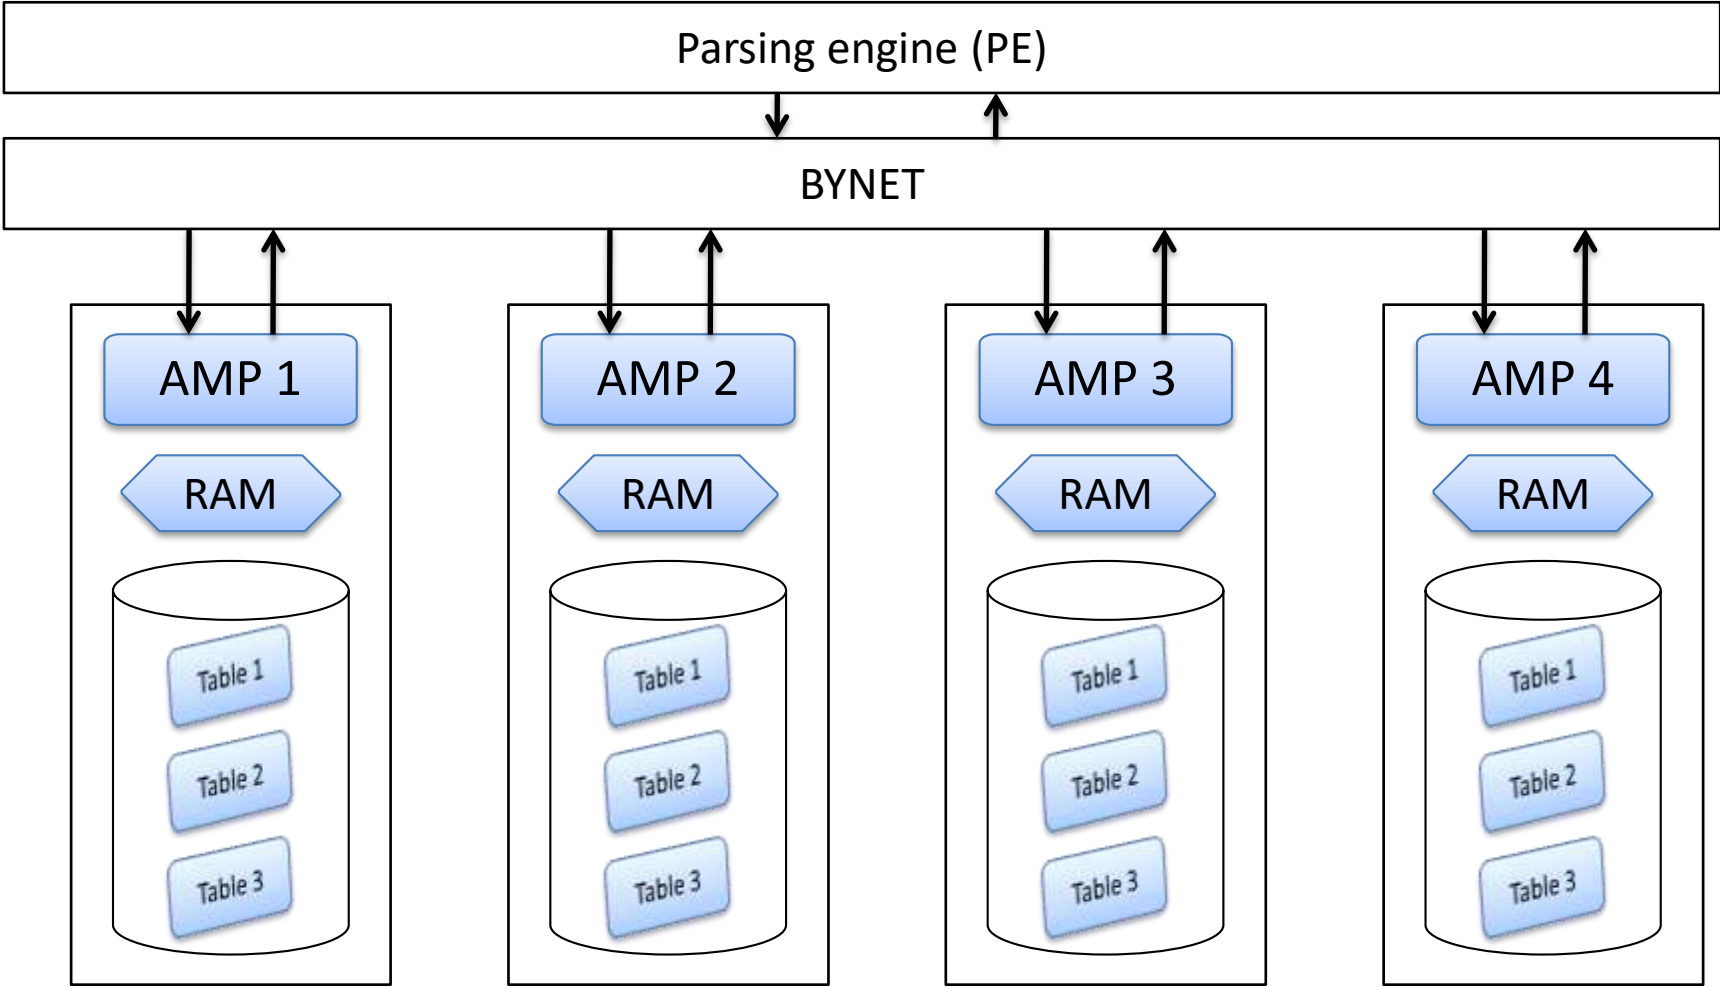 Parsing engine (PE)
BYNET
AMP 1
AMP 2
AMP 3
AMP 4
RAM
RAM
RAM
RAM
Table 1
Table 1
Table 1
Table 1
Table 2
Table 2
Table 2
Table 2
Table 3
Table 3
Table 3
Table 3